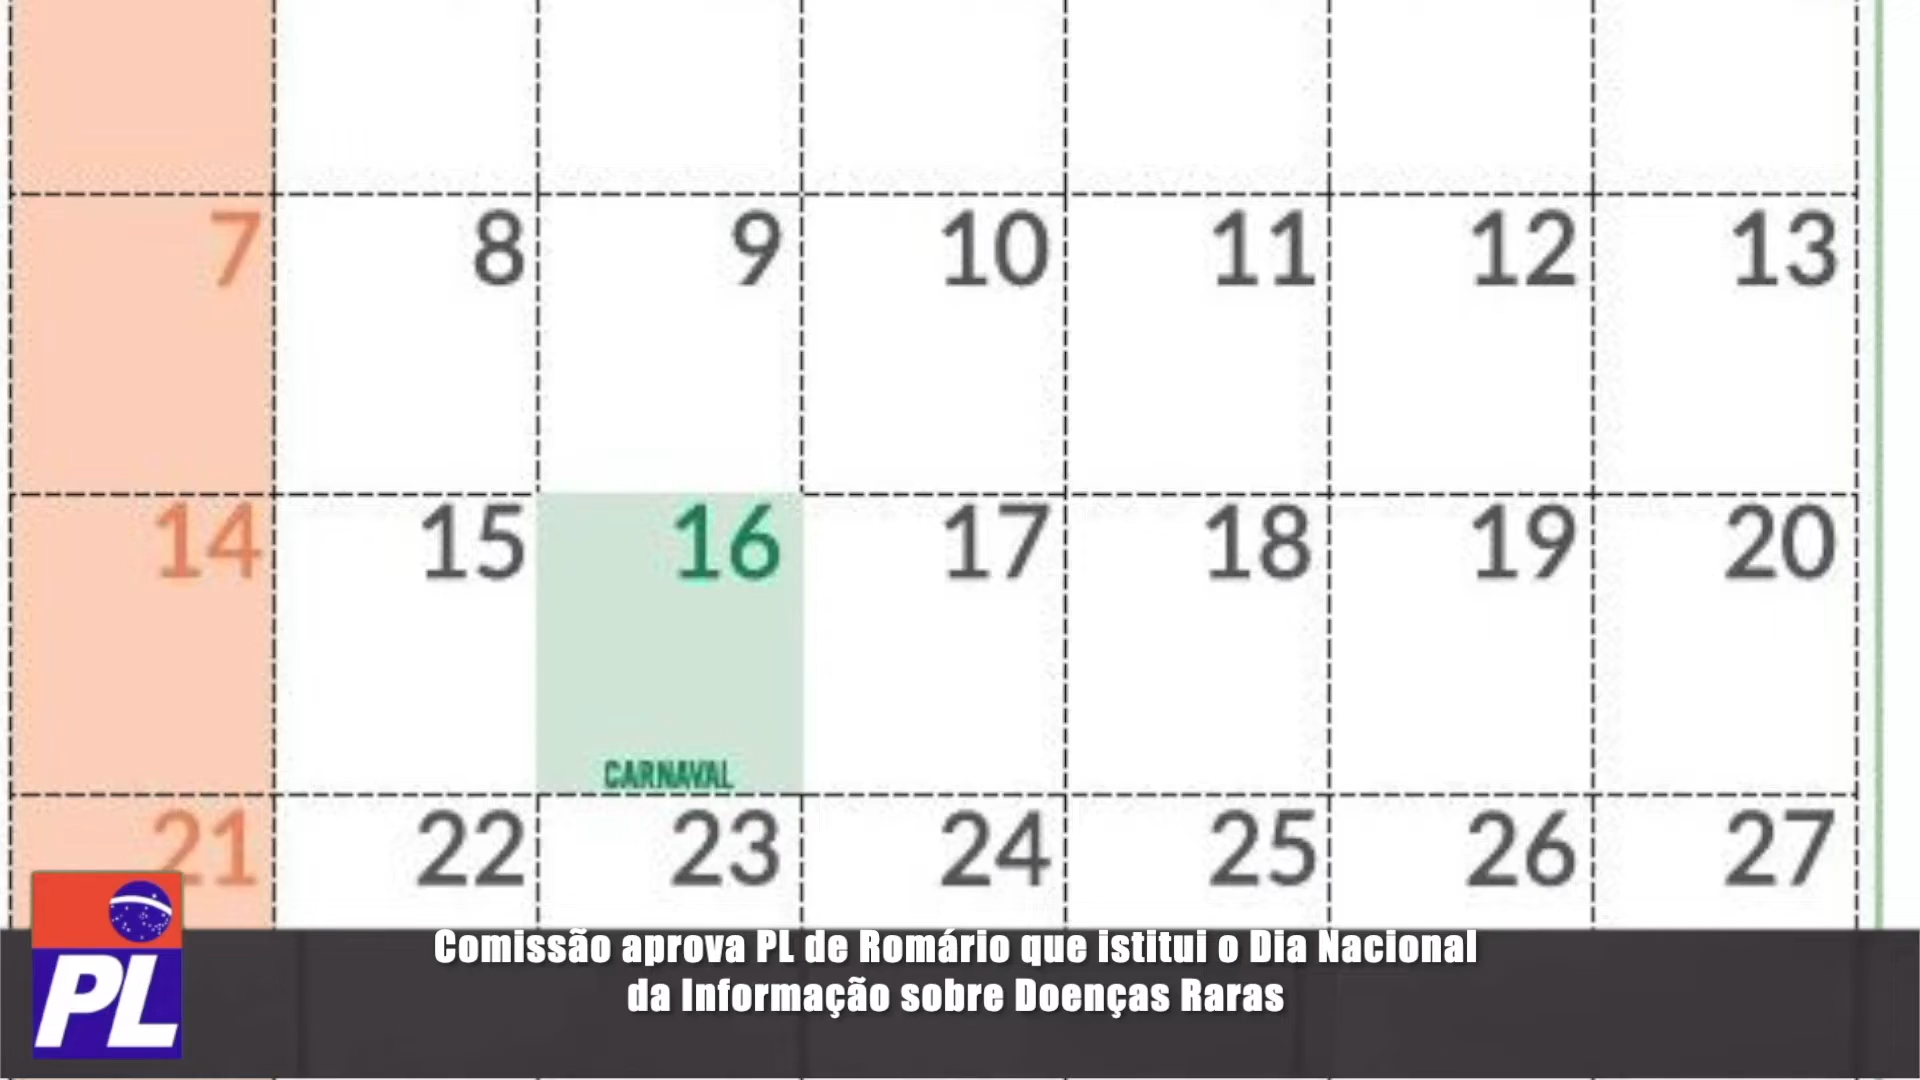 7 8 9 10 11 12 13
14 15 16 17 18 19 20
CARNAVAL
21 22 23 24 25 26 27
Comissão aprova PL de Romário que istitui o Dia Nacional
da Informação sobre Doenças Raras
PL